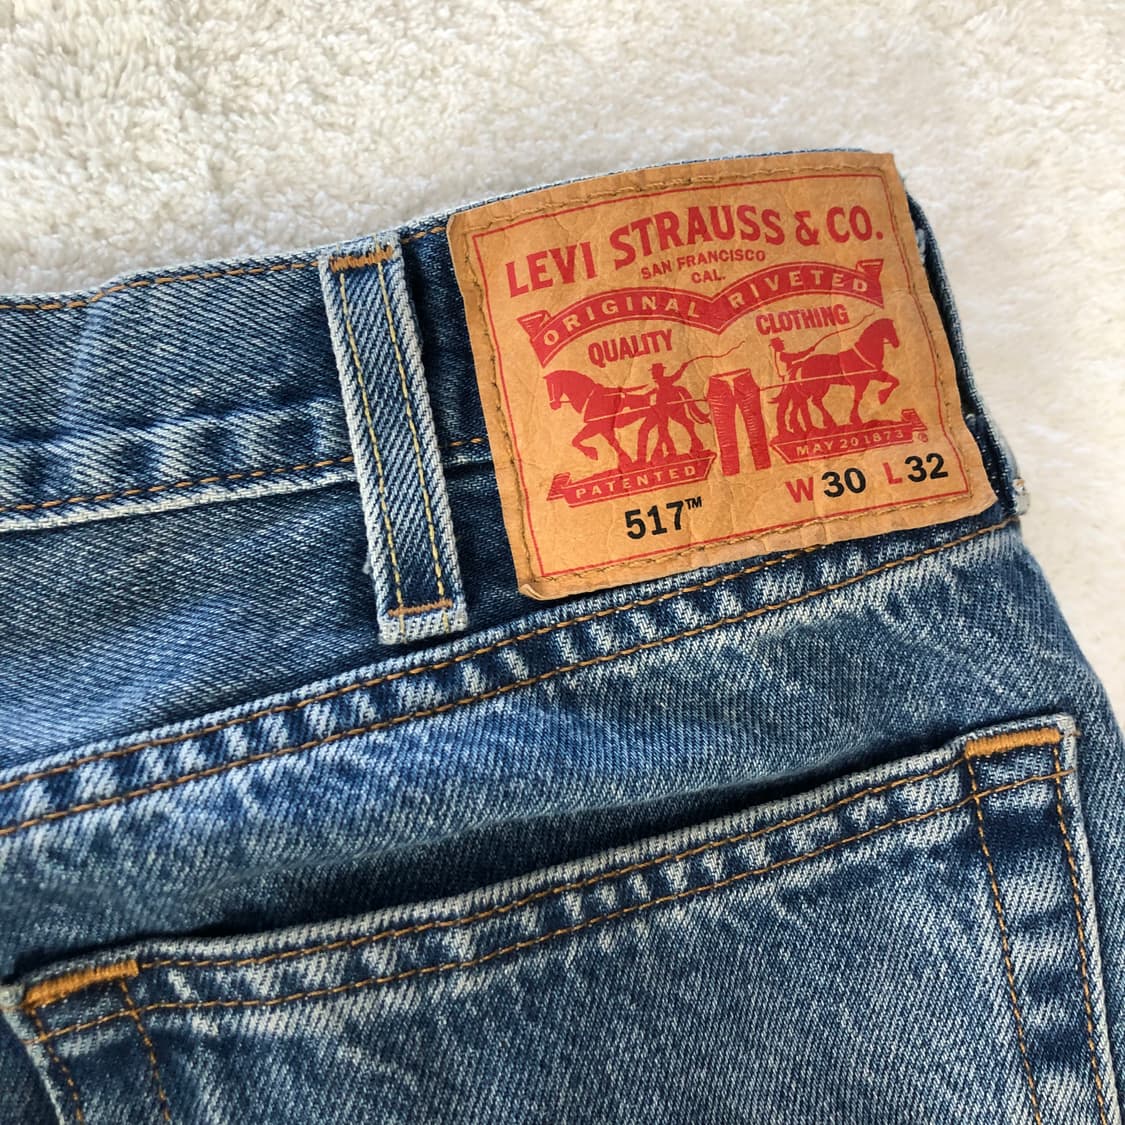 LEVI STRAUSS & CO.
SAN FRANCISCO
CAL.
ORIGINAL RIVETED
QUALITY CLOTHING
PATENTED MAY 20 1873 ®
517™ W 30 L 32